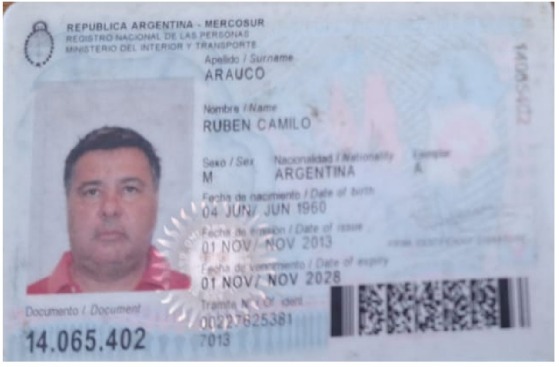 REPUBLICA ARGENTINA - MERCOSUR
REGISTRO NACIONAL DE LAS PERSONAS
MINISTERIO DEL INTERIOR Y TRANSPORTE
Apellido / Surname
ARAUCO
Nombre / Name
RUBEN CAMILO
Sexo / Sex Nacionalidad / Nationality Ejemplar
M ARGENTINA A
Fecha de nacimiento / Date of birth
04 JUN/ JUN 1960
Fecha de emisión / Date of issue
01 NOV/ NOV 2013
Fecha de vencimiento / Date of expiry
01 NOV/ NOV 2028
Documento / Document
14.065.402
Tramite Nº / Of. ident.
00227625381
7013